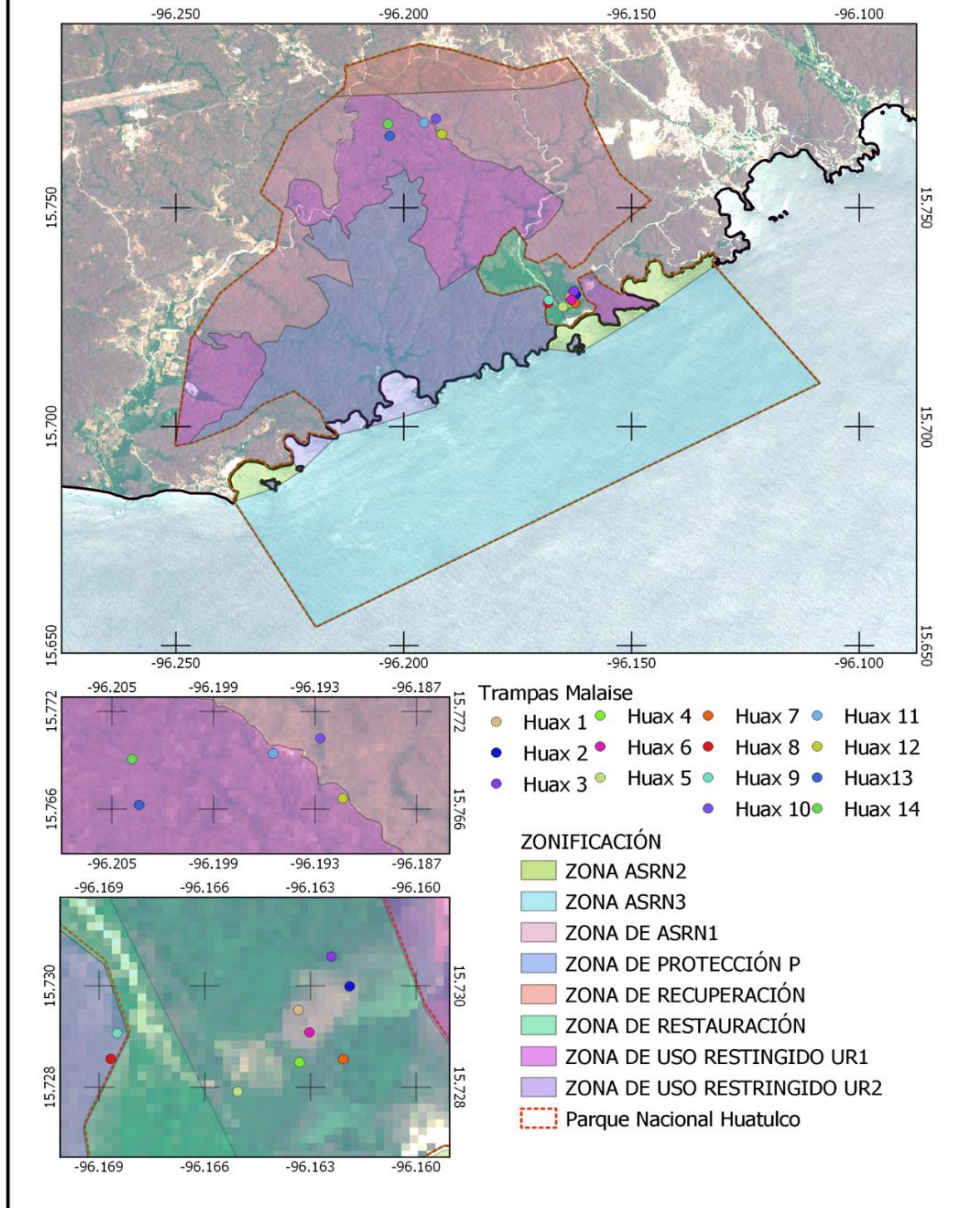 -96.250 -96.200 -96.150 -96.100
15.750 15.750
15.700 15.700
15.650 15.650
-96.250 -96.200 -96.150 -96.100
-96.205 -96.199 -96.193 -96.187
15.772 15.772
15.766 15.766
-96.205 -96.199 -96.193 -96.187
-96.169 -96.166 -96.163 -96.160
15.730 15.730
15.728 15.728
-96.169 -96.166 -96.163 -96.160
Trampas Malaise
Huax 1 Huax 4 Huax 7 Huax 11
Huax 2 Huax 6 Huax 8 Huax 12
Huax 3 Huax 5 Huax 9 Huax13
Huax 10 Huax 14
ZONIFICACIÓN
ZONA ASRN2
ZONA ASRN3
ZONA DE ASRN1
ZONA DE PROTECCIÓN P
ZONA DE RECUPERACIÓN
ZONA DE RESTAURACIÓN
ZONA DE USO RESTINGIDO UR1
ZONA DE USO RESTRINGIDO UR2
Parque Nacional Huatulco